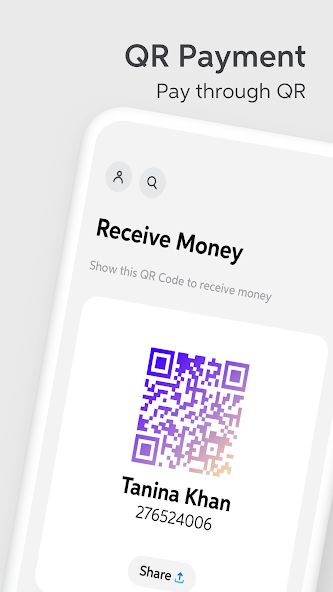 QR Payment
Pay through QR
Receive Money
Show this QR Code to receive money
Tanina Khan
276524006
Share